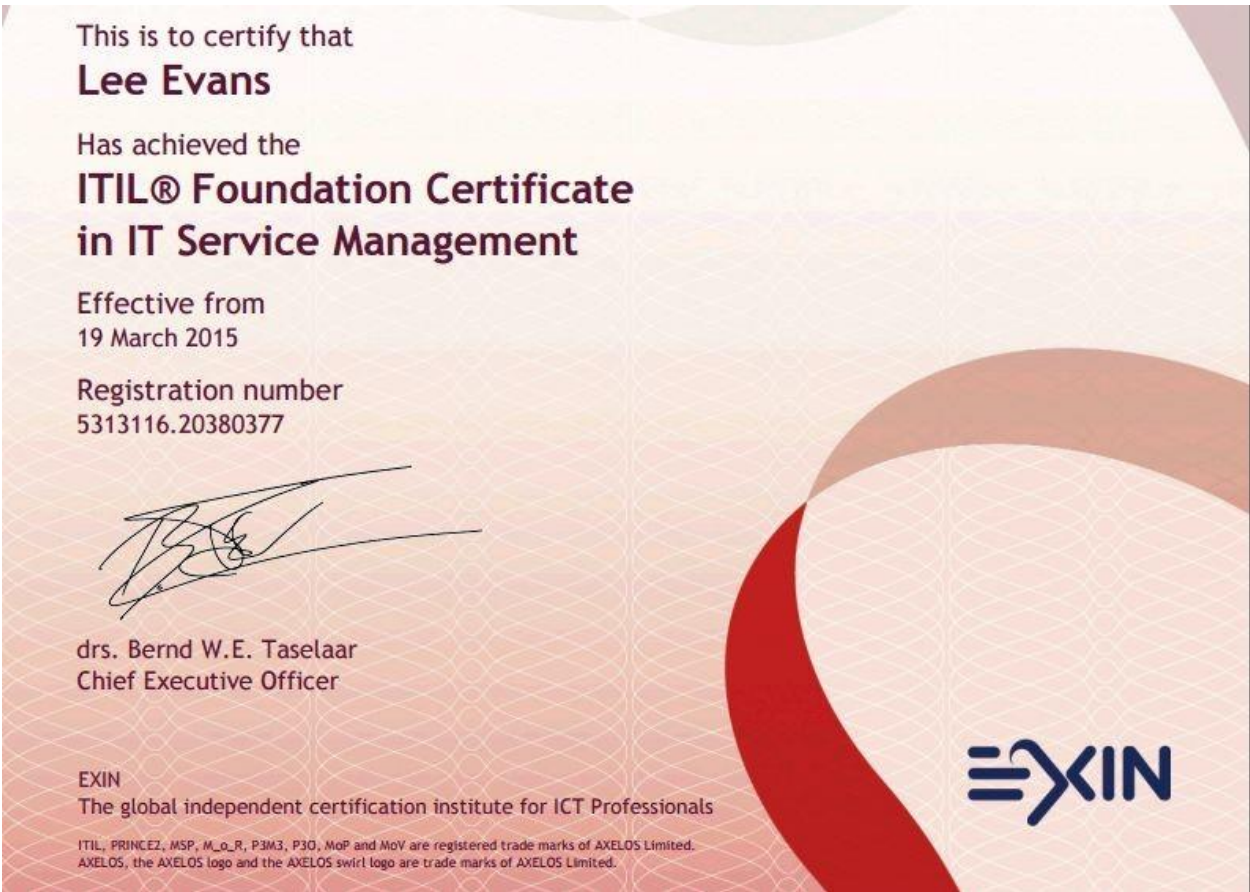 This is to certify that
Lee Evans
Has achieved the
ITIL® Foundation Certificate
in IT Service Management
Effective from
19 March 2015
Registration number
5313116.20380377
drs. Bernd W.E. Taselaar
Chief Executive Officer
EXIN
The global independent certification institute for ICT Professionals
ITIL, PRINCE2, MSP, M_o_R, P3M3, P3O, MoP and MoV are registered trade marks of AXELOS Limited.
AXELOS, the AXELOS logo and the AXELOS swirl logo are trade marks of AXELOS Limited.
EXIN